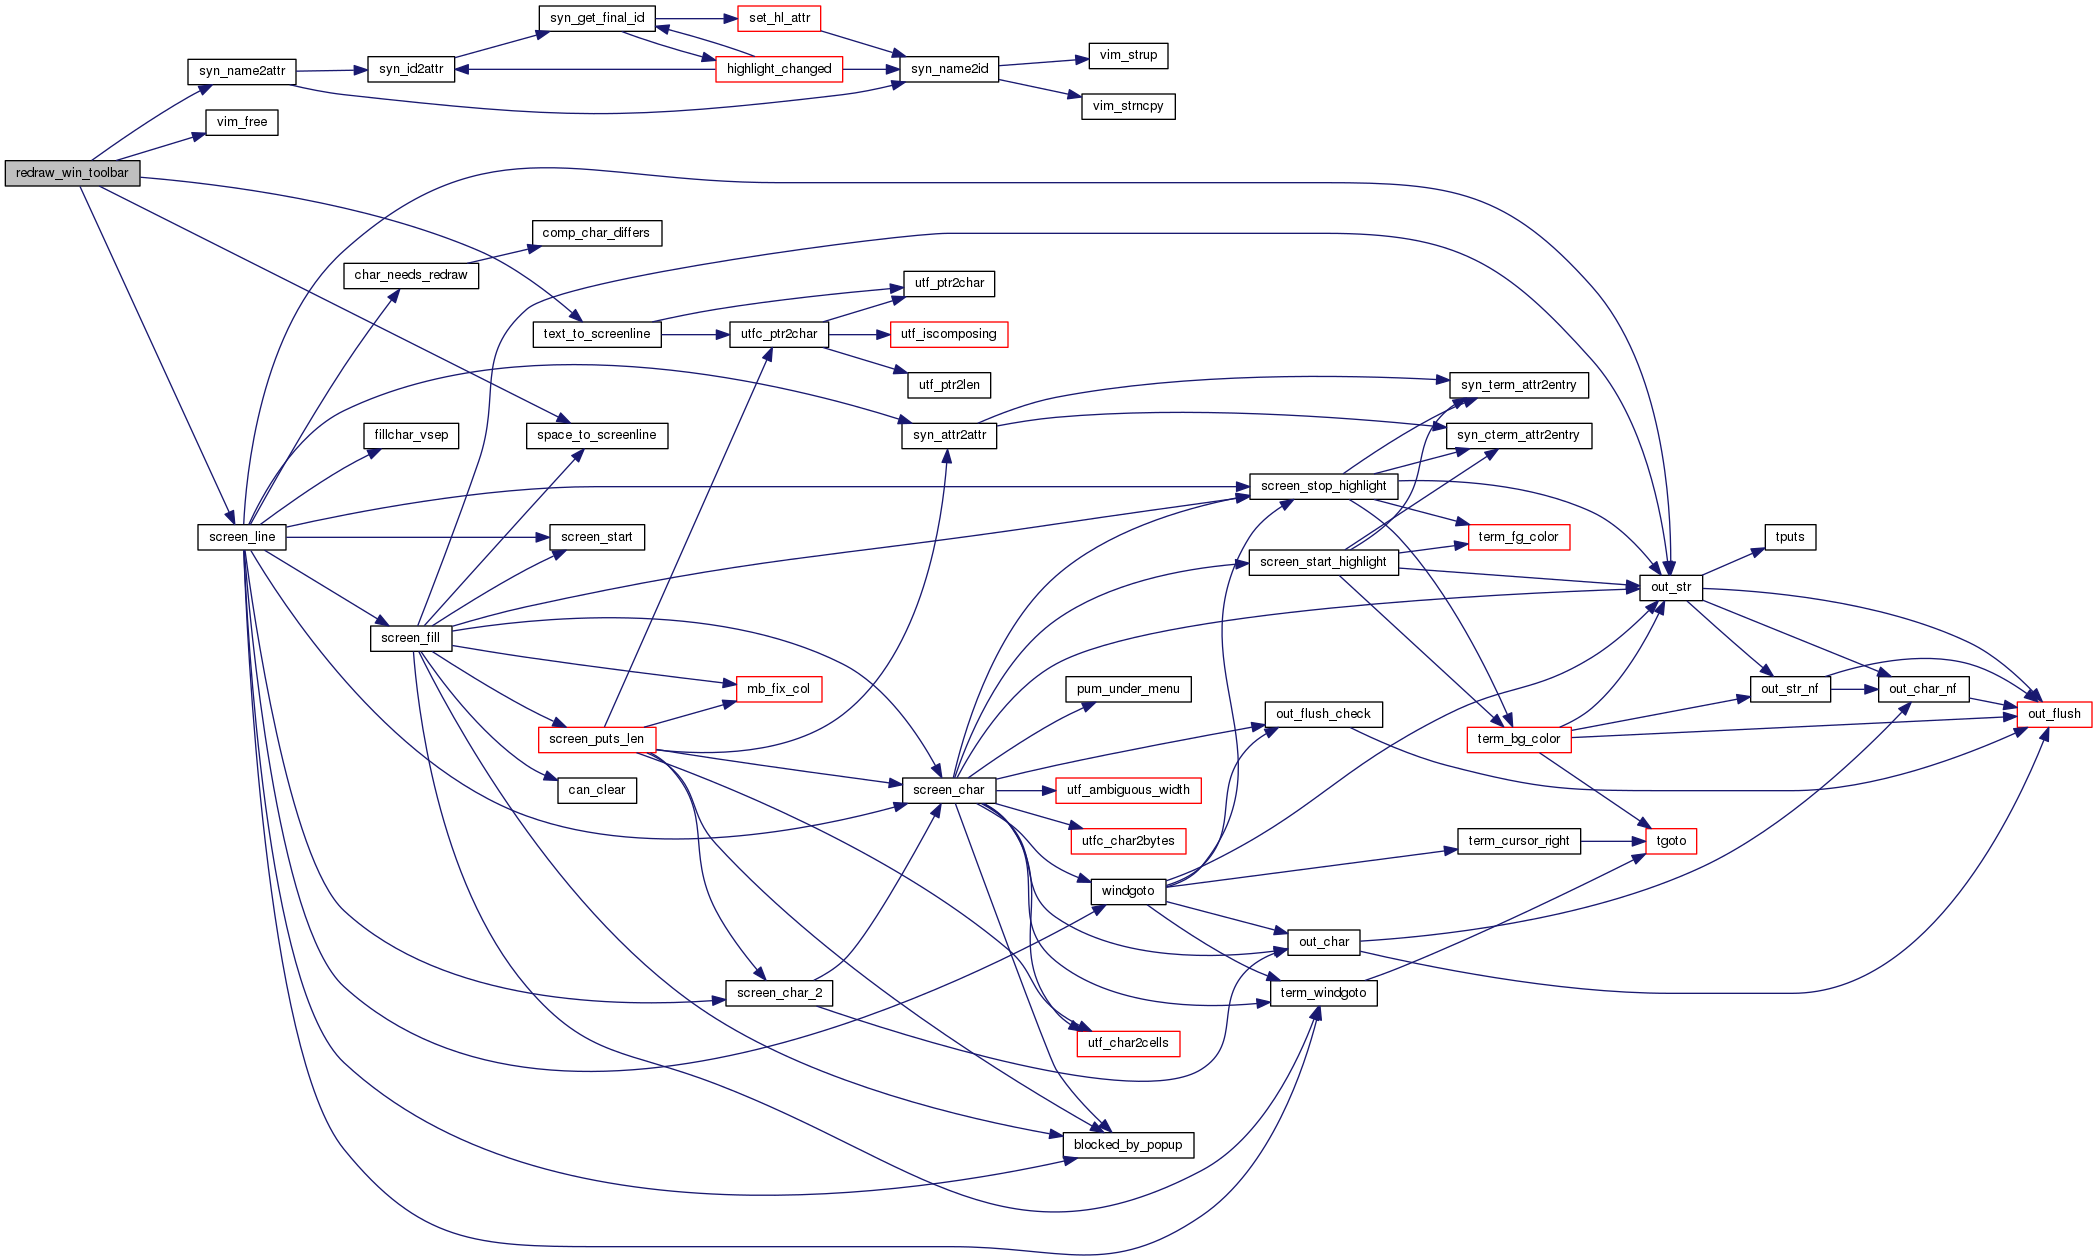 syn_get_final_id
set_hl_attr
syn_name2attr
syn_id2attr
highlight_changed
syn_name2id
vim_strup
vim_strncpy
vim_free
redraw_win_toolbar
comp_char_differs
char_needs_redraw
utf_ptr2char
text_to_screenline
utfc_ptr2char
utf_iscomposing
utf_ptr2len
syn_term_attr2entry
fillchar_vsep
space_to_screenline
syn_attr2attr
syn_cterm_attr2entry
screen_stop_highlight
screen_line
screen_start
term_fg_color
tputs
screen_start_highlight
out_str
screen_fill
mb_fix_col
pum_under_menu
out_str_nf
out_char_nf
out_flush_check
out_flush
screen_puts_len
term_bg_color
can_clear
screen_char
utf_ambiguous_width
utfc_char2bytes
term_cursor_right
tgoto
windgoto
out_char
screen_char_2
term_windgoto
utf_char2cells
blocked_by_popup